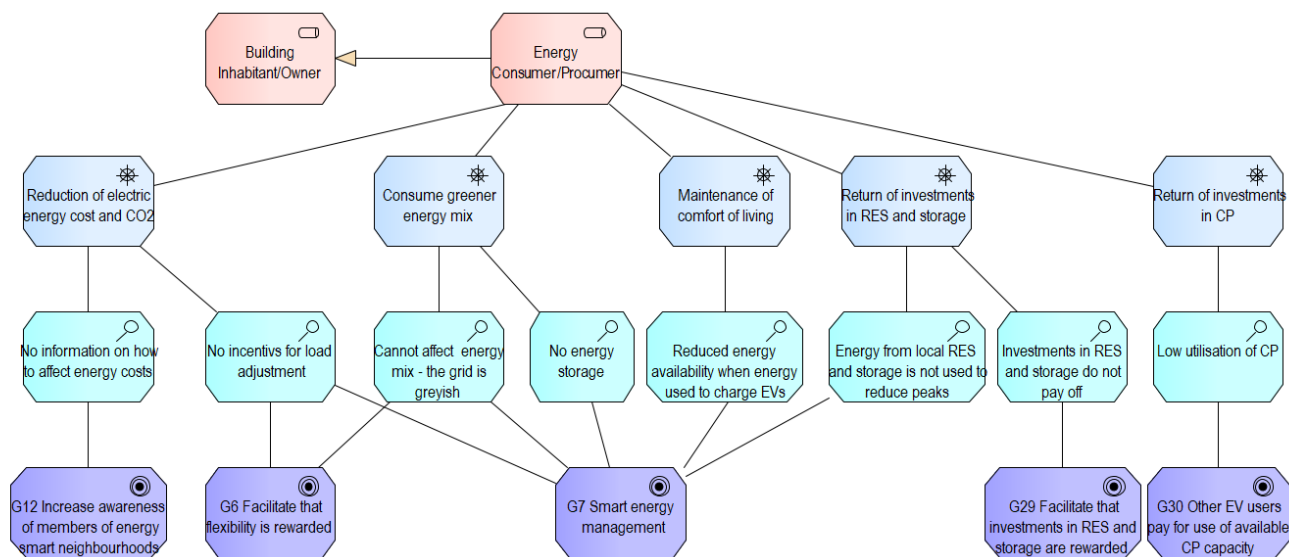 Building
Inhabitant/Owner
Energy
Consumer/Procumer
Reduction of electric
energy cost and CO2
Consume greener
energy mix
Maintenance of
comfort of living
Return of investments
in RES and storage
Return of investments
in CP
No information on how
to affect energy costs
No incentivs for load
adjustment
Cannot affect energy
mix - the grid is
greyish
No energy
storage
Reduced energy
availability when energy
used to charge EVs
Energy from local RES
and storage is not used to
reduce peaks
Investments in RES
and storage do not
pay off
Low utilisation of CP
G12 Increase awareness
of members of energy
smart neighbourhoods
G6 Facilitate that
flexibility is rewarded
G7 Smart energy
management
G29 Facilitate that
investments in RES and
storage are rewarded
G30 Other EV users
pay for use of available
CP capacity